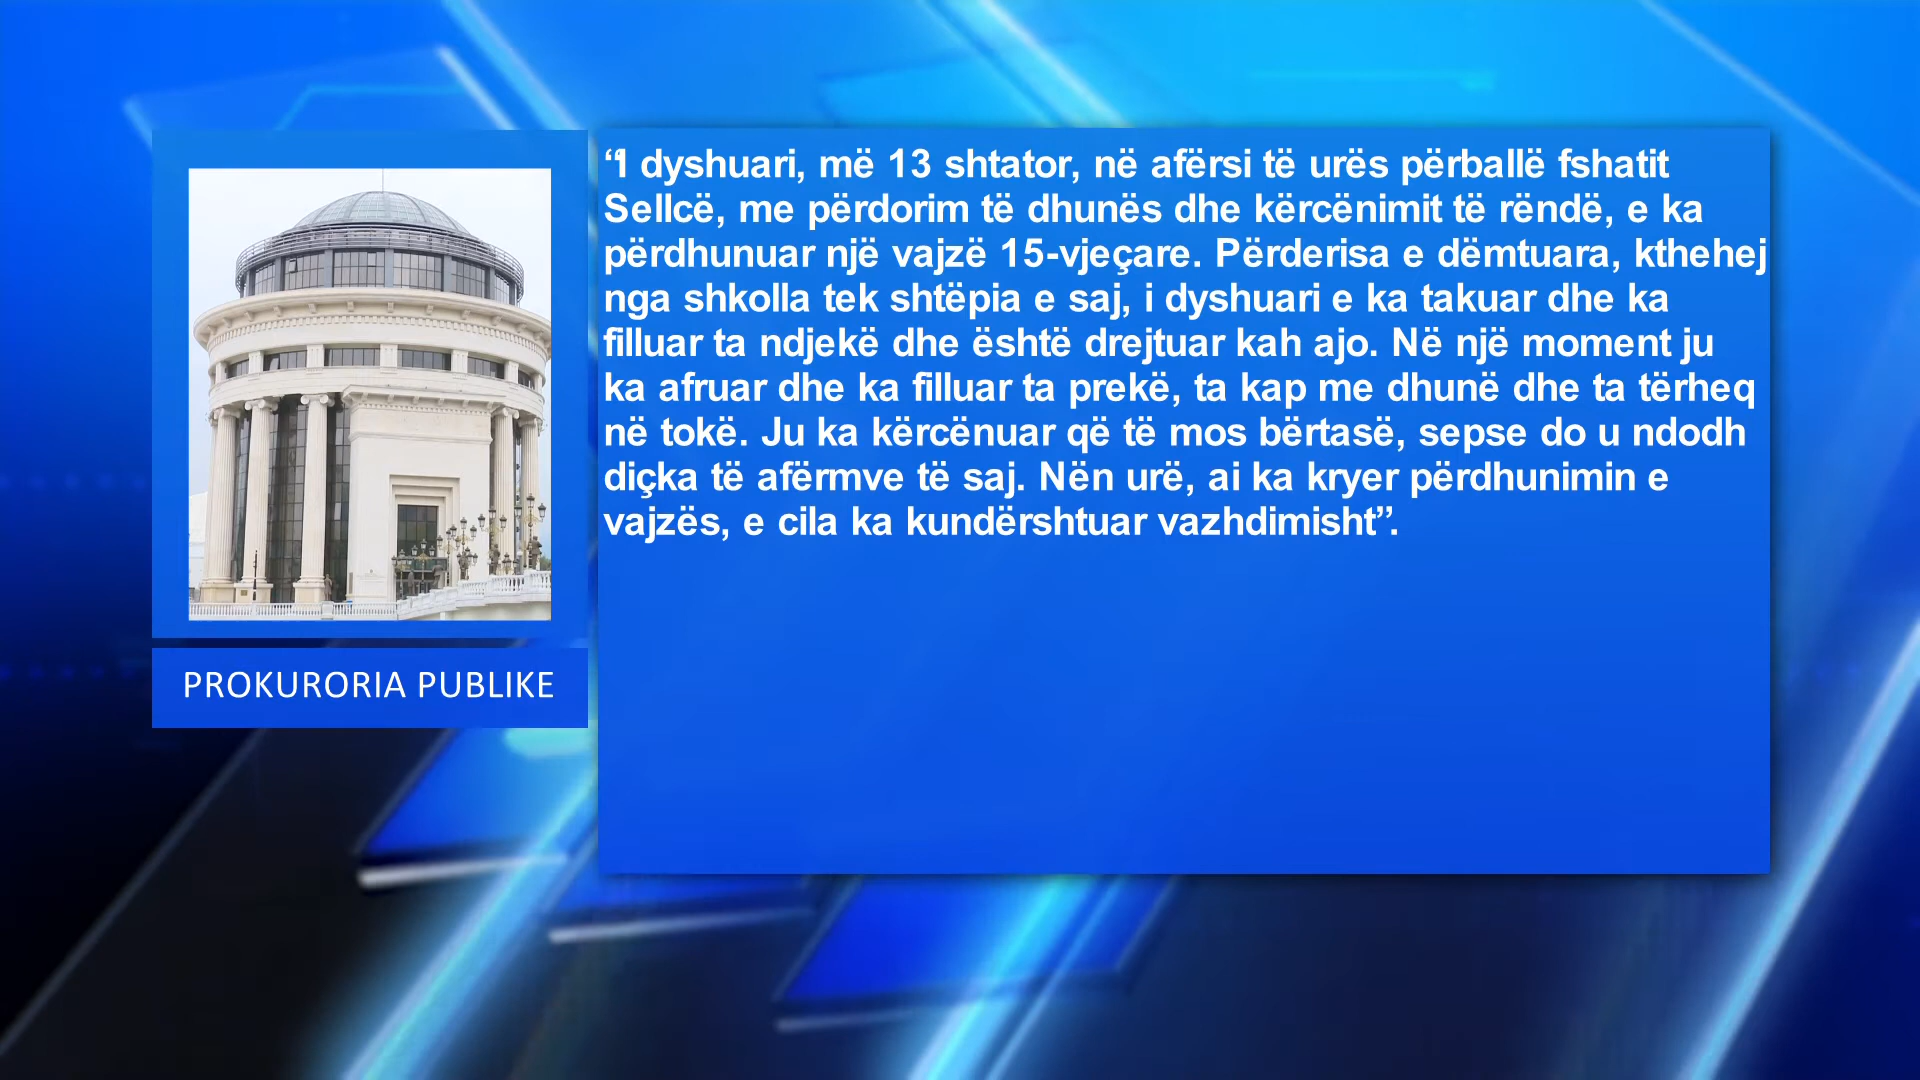 “I dyshuari, më 13 shtator, në afërsi të urës përballë fshatit
Sellcë, me përdorim të dhunës dhe kërcënimit të rëndë, e ka
përdhunuar një vajzë 15-vjeçare. Përderisa e dëmtuara, kthehej
nga shkolla tek shtëpia e saj, i dyshuari e ka takuar dhe ka
filluar ta ndjekë dhe është drejtuar kah ajo. Në një moment ju
ka afruar dhe ka filluar ta prekë, ta kap me dhunë dhe ta tërheq
në tokë. Ju ka kërcënuar që të mos bërtasë, sepse do u ndodh
diçka të afërmve të saj. Nën urë, ai ka kryer përdhunimin e
vajzës, e cila ka kundërshtuar vazhdimisht”.
PROKURORIA PUBLIKE